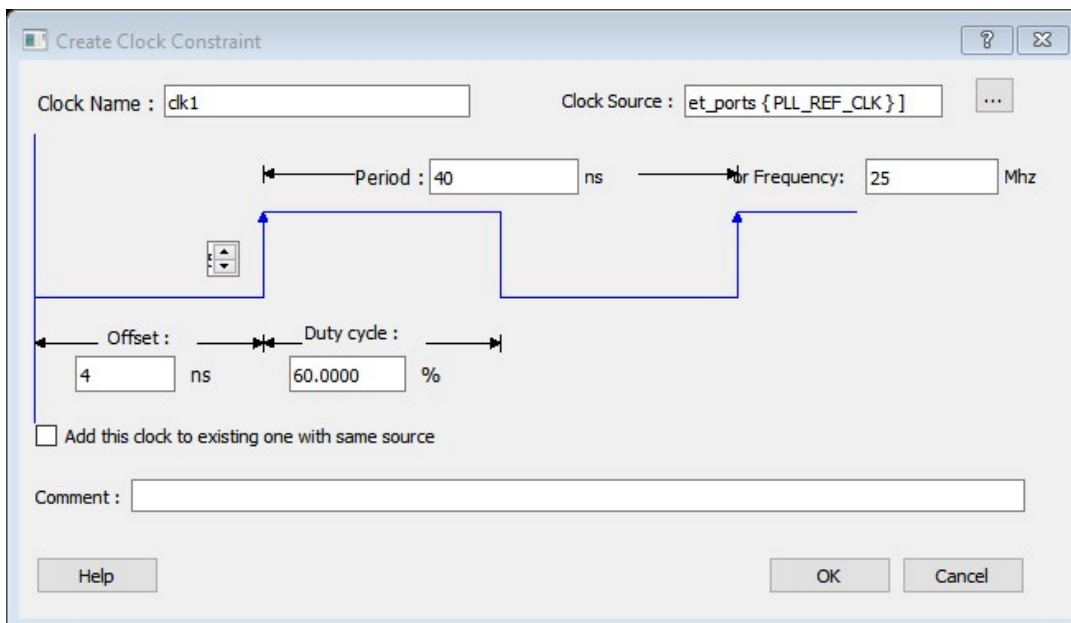 Create Clock Constraint
Clock Name : clk1 Clock Source : et_ports { PLL_REF_CLK } ] ...
Period : 40 ns or Frequency: 25 Mhz
Offset : Duty cycle :
4 ns 60.0000 %
Add this clock to existing one with same source
Comment :
Help OK Cancel